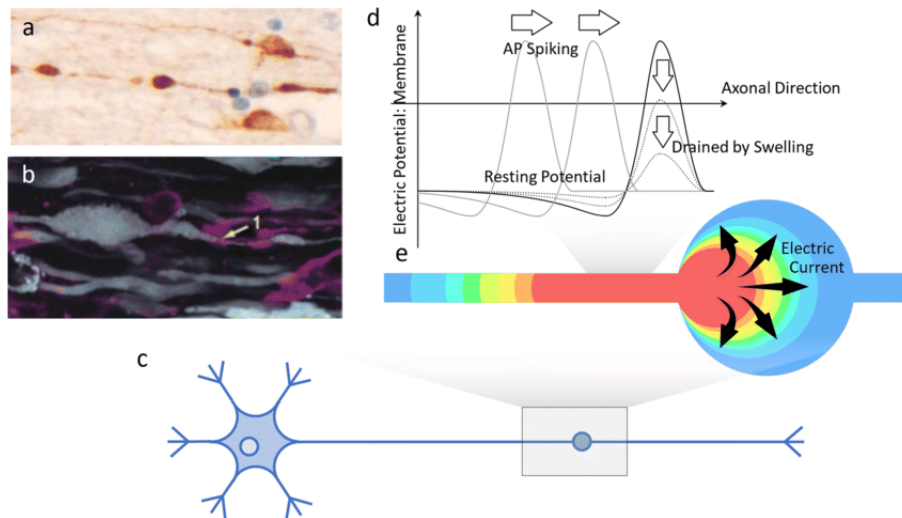 a
b
1
c
d
Electric Potential: Membrane
AP Spiking
Axonal Direction
Drained by Swelling
Resting Potential
e
Electric
Current